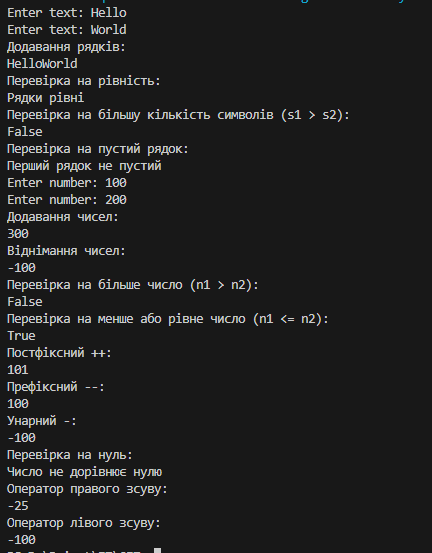 Enter text: Hello
Enter text: World
Додавання рядків:
HelloWorld
Перевірка на рівність:
Рядки рівні
Перевірка на більшу кількість символів (s1 > s2):
False
Перевірка на пустий рядок:
Перший рядок не пустий
Enter number: 100
Enter number: 200
Додавання чисел:
300
Віднімання чисел:
-100
Перевірка на більше число (n1 > n2):
False
Перевірка на менше або рівне число (n1 <= n2):
True
Постфіксний ++:
101
Префіксний --:
100
Унарний -:
-100
Перевірка на нуль:
Число не дорівнює нулю
Оператор правого зсуву:
-25
Оператор лівого зсуву:
-100